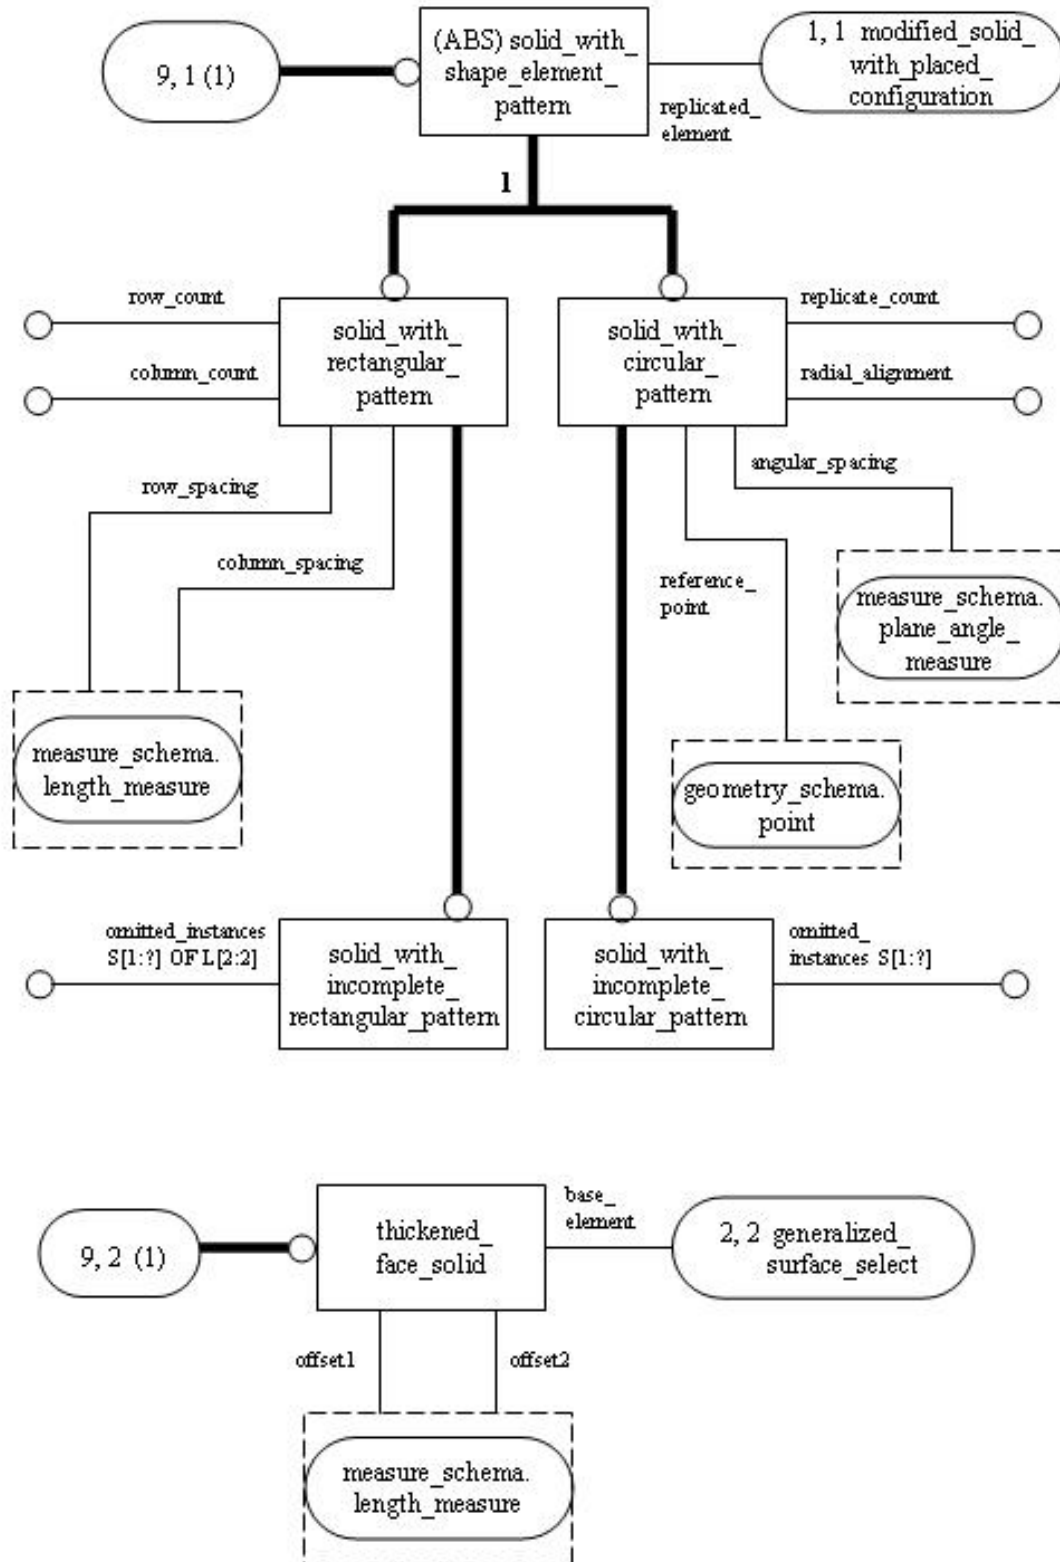 9, 1 (1)
(ABS) solid_with_
shape_element_
pattern
1, 1 modified_solid_
with_placed_
configuration
replicated_
element
1
row_count
column_count
solid_with_
rectangular_
pattern
solid_with_
circular_
pattern
replicate_count
radial_alignment
row_spacing
column_spacing
angular_spacing
reference_
point
measure_schema.
plane_angle_
measure
measure_schema.
length_measure
geometry_schema.
point
omitted_instances
S[1:?] OF L[2:2]
solid_with_
incomplete_
rectangular_pattern
solid_with_
incomplete_
circular_pattern
omitted_
instances S[1:?]
9, 2 (1)
thickened_
face_solid
base_
element
2, 2 generalized_
surface_select
offset1
offset2
measure_schema.
length_measure